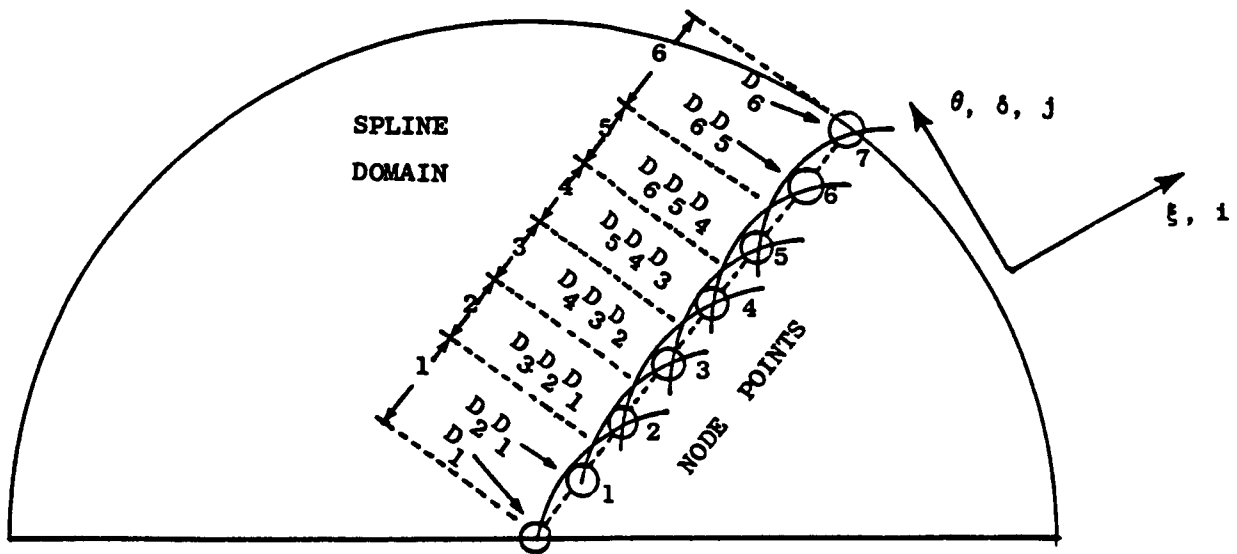 SPLINE
DOMAIN
6
5
4
3
2
1
D₆
D₆D₅
D₆D₅D₄
D₅D₄D₃
D₄D₃D₂
D₃D₂D₁
D₂D₁
D₁
7
6
5
4
3
2
1
NODE POINTS
θ, δ, j
ξ, i